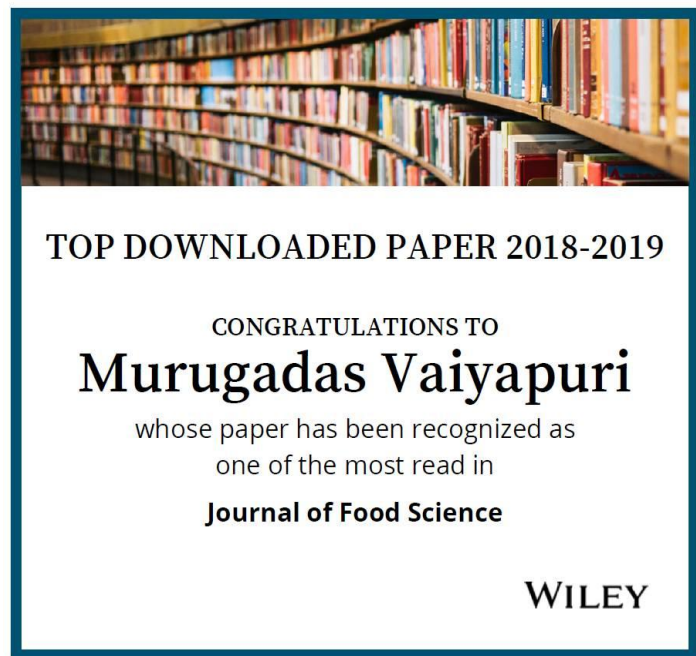 TOP DOWNLOADED PAPER 2018-2019
CONGRATULATIONS TO
Murugadas Vaiyapuri
whose paper has been recognized as
one of the most read in
Journal of Food Science
WILEY